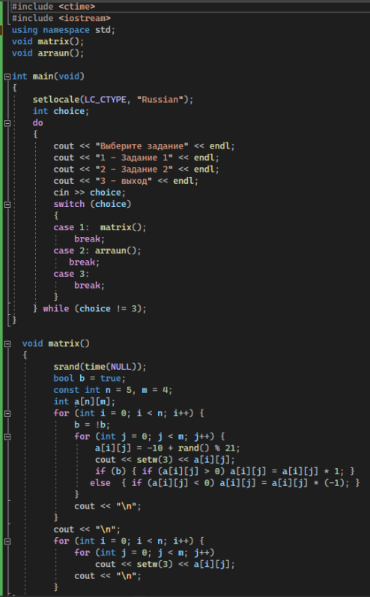 #include <ctime>
#include <iostream>
using namespace std;
void matrix();
void arraun();
int main(void)
{
setlocale(LC_CTYPE, "Russian");
int choice;
do
{
cout << "Выберите задание" << endl;
cout << "1 - Задание 1" << endl;
cout << "2 - Задание 2" << endl;
cout << "3 - выход" << endl;
cin >> choice;
switch (choice)
{
case 1:  matrix();
break;
case 2: arraun();
break;
case 3:
break;
}
} while (choice != 3);
}
void matrix()
{
srand(time(NULL));
bool b = true;
const int n = 5, m = 4;
int a[n][m];
for (int i = 0; i < n; i++) {
b = !b;
for (int j = 0; j < m; j++) {
a[i][j] = -10 + rand() % 21;
cout << setw(3) << a[i][j];
if (b) { if (a[i][j] > 0) a[i][j] = a[i][j] * 1; }
else  { if (a[i][j] < 0) a[i][j] = a[i][j] * (-1); }
}
cout << "\n";
}
cout << "\n";
for (int i = 0; i < n; i++) {
for (int j = 0; j < m; j++)
cout << setw(3) << a[i][j];
cout << "\n";
}